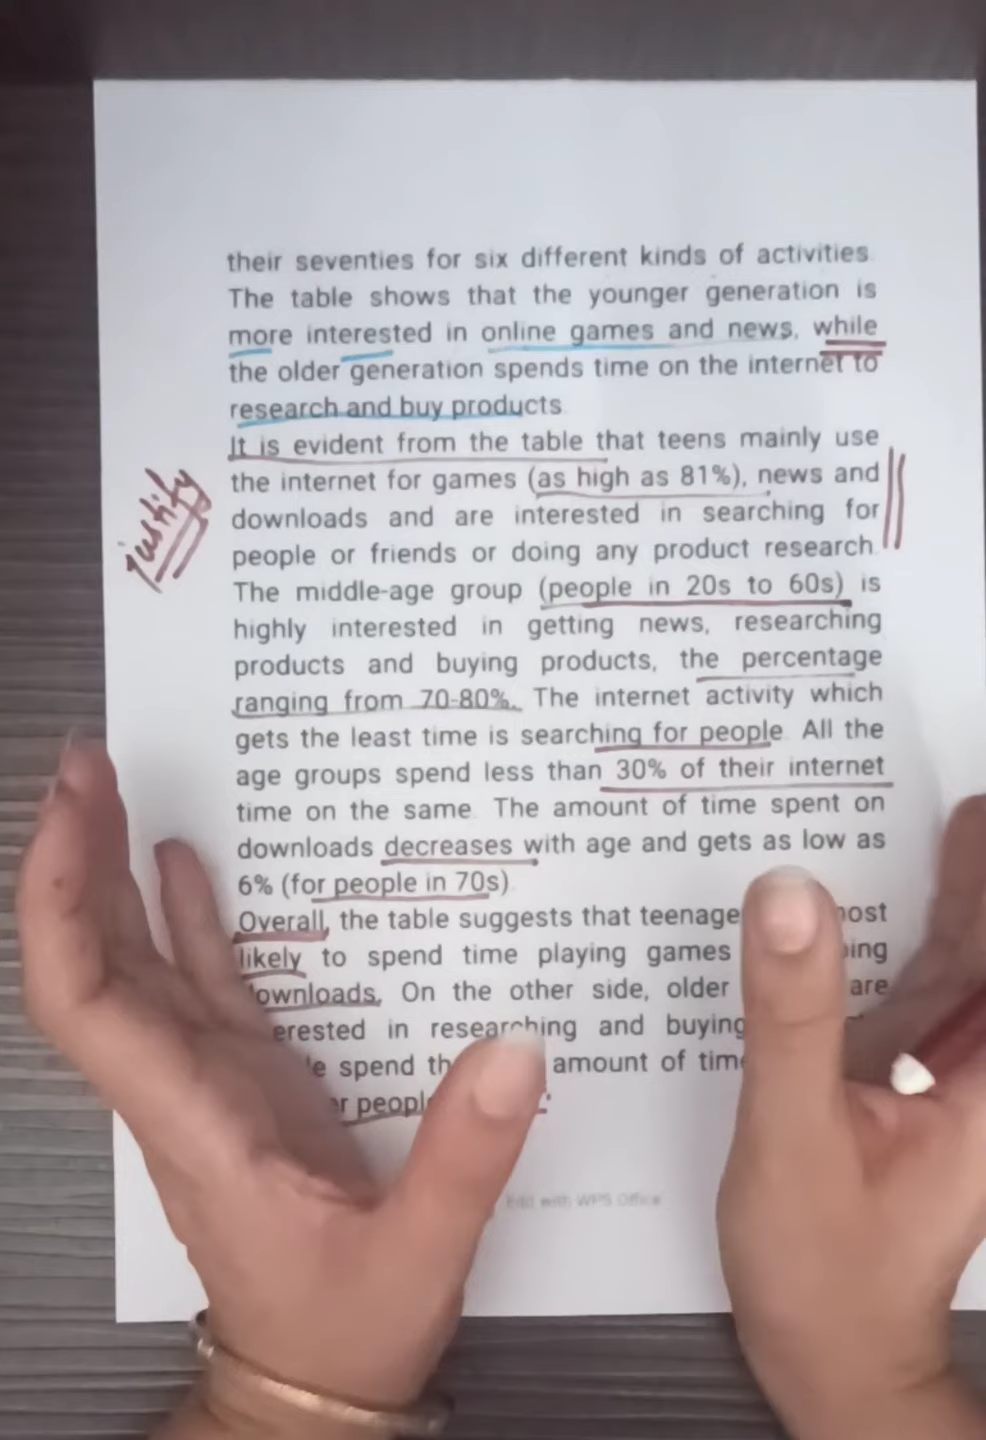 their seventies for six different kinds of activities.
The table shows that the younger generation is
more interested in online games and news, while
the older generation spends time on the internet to
research and buy products.
It is evident from the table that teens mainly use
the internet for games (as high as 81%), news and
justify
downloads and are interested in searching for
people or friends or doing any product research.
The middle-age group (people in 20s to 60s) is
highly interested in getting news, researching
products and buying products, the percentage
ranging from 70-80%. The internet activity which
gets the least time is searching for people. All the
age groups spend less than 30% of their internet
time on the same. The amount of time spent on
downloads decreases with age and gets as low as
6% (for people in 70s).
Overall, the table suggests that
likely to spend time playing games
On the other side, older are
in researching and buying
spend amount of
Edit with WPS Office